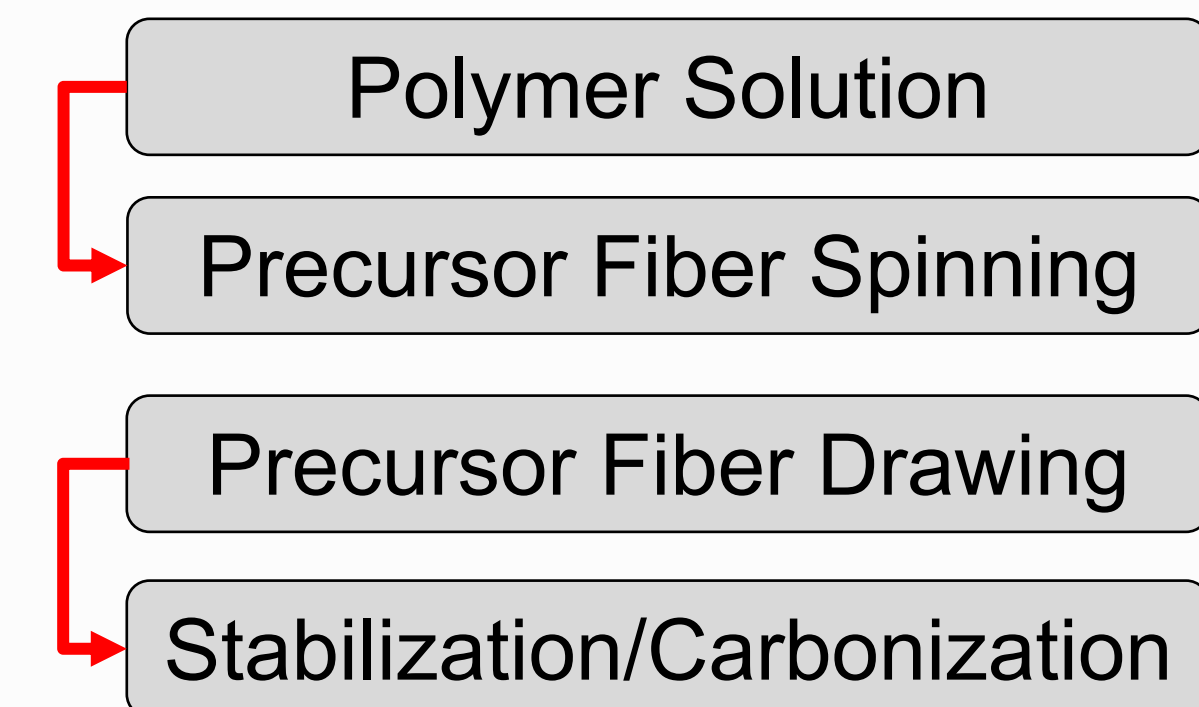 Polymer Solution
Precursor Fiber Spinning
Precursor Fiber Drawing
Stabilization/Carbonization